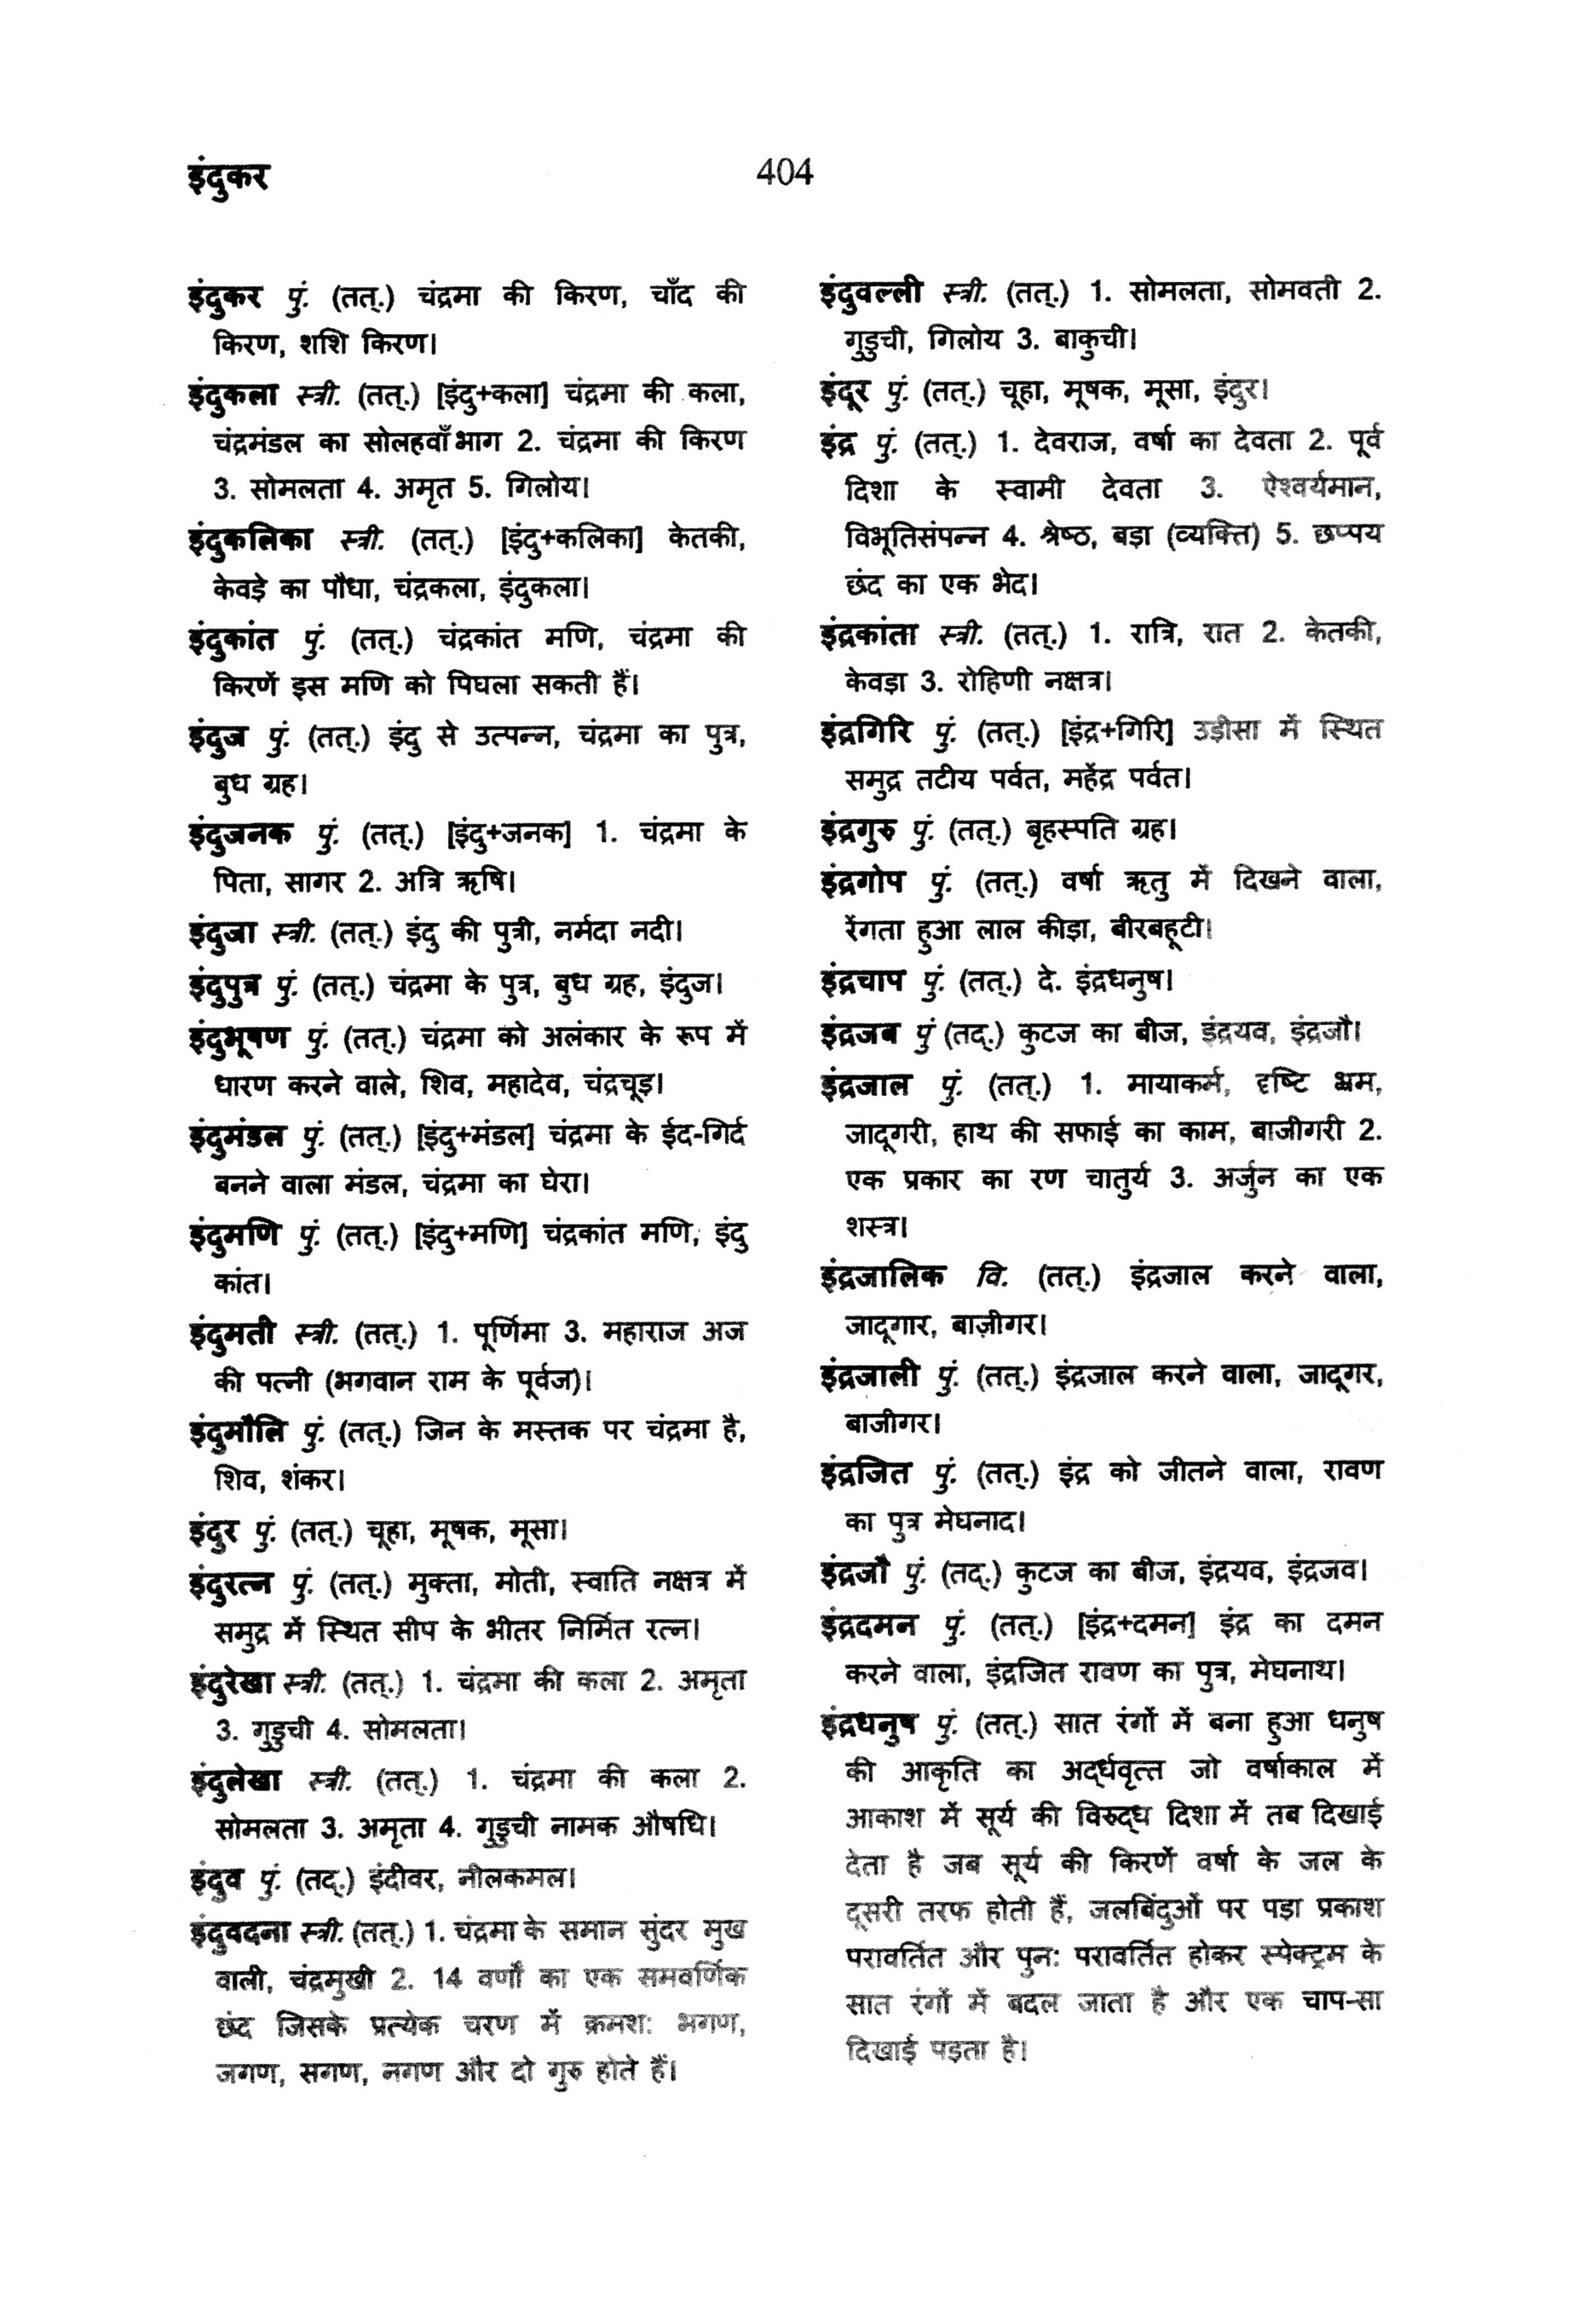 इंदुकर
404
इंदुकर पुं. (तत्.) चंद्रमा की किरण, चाँद की
किरण, शशि किरण।
इंदुकला स्त्री. (तत्.) [इंदु+कला] चंद्रमा की कला,
चंद्रमंडल का सोलहवाँ भाग 2. चंद्रमा की किरण
3. सोमलता 4. अमृत 5. गिलोय।
इंदुकलिका स्त्री. (तत्.) [इंदु+कलिका] केतकी,
केवड़े का पौधा, चंद्रकला, इंदुकला।
इंदुकांत पुं. (तत्.) चंद्रकांत मणि, चंद्रमा की
किरणें इस मणि को पिघला सकती हैं।
इंदुज पुं. (तत्.) इंदु से उत्पन्न, चंद्रमा का पुत्र,
बुध ग्रह।
इंदुजनक पुं. (तत्.) [इंदु+जनक] 1. चंद्रमा के
पिता, सागर 2. अत्रि ऋषि।
इंदुजा स्त्री. (तत्.) इंदु की पुत्री, नर्मदा नदी।
इंदुपुत्र पुं. (तत्.) चंद्रमा के पुत्र, बुध ग्रह, इंदुज।
इंदुभूषण पुं. (तत्.) चंद्रमा को अलंकार के रूप में
धारण करने वाले, शिव, महादेव, चंद्रचूड़।
इंदुमंडल पुं. (तत्.) [इंदु+मंडल] चंद्रमा के ईद-गिर्द
बनने वाला मंडल, चंद्रमा का घेरा।
इंदुमणि पुं. (तत्.) [इंदु+मणि] चंद्रकांत मणि, इंदु
कांत।
इंदुमती स्त्री. (तत्.) 1. पूर्णिमा 3. महाराज अज
की पत्नी (भगवान राम के पूर्वज)।
इंदुमौलि पुं. (तत्.) जिन के मस्तक पर चंद्रमा है,
शिव, शंकर।
इंदुर पुं. (तत्.) चूहा, मूषक, मूसा।
इंदुरत्न पुं. (तत्.) मुक्ता, मोती, स्वाति नक्षत्र में
समुद्र में स्थित सीप के भीतर निर्मित रत्न।
इंदुरेखा स्त्री. (तत्.) 1. चंद्रमा की कला 2. अमृता
3. गुडुची 4. सोमलता।
इंदुलेखा स्त्री. (तत्.) 1. चंद्रमा की कला 2.
सोमलता 3. अमृता 4. गुडुची नामक औषधि।
इंदुव पुं. (तद्.) इंदीवर, नीलकमल।
इंदुवदना स्त्री. (तत्.) 1. चंद्रमा के समान सुंदर मुख
वाली, चंद्रमुखी 2. 14 वर्णों का एक समवर्णिक
छंद जिसके प्रत्येक चरण में क्रमश: भगण,
जगण, सगण, नगण और दो गुरु होते हैं।
इंदुवल्ली स्त्री. (तत्.) 1. सोमलता, सोमवती 2.
गुडुची, गिलोय 3. बाकुची।
इंदूर पुं. (तत्.) चूहा, मूषक, मूसा, इंदुर।
इंद्र पुं. (तत्.) 1. देवराज, वर्षा का देवता 2. पूर्व
दिशा के स्वामी देवता 3. ऐश्वर्यमान,
विभूतिसंपन्न 4. श्रेष्ठ, बड़ा (व्यक्ति) 5. छप्पय
छंद का एक भेद।
इंद्रकांता स्त्री. (तत्.) 1. रात्रि, रात 2. केतकी,
केवड़ा 3. रोहिणी नक्षत्र।
इंद्रगिरि पुं. (तत्.) [इंद्र+गिरि] उड़ीसा में स्थित
समुद्र तटीय पर्वत, महेंद्र पर्वत।
इंद्रगुरु पुं. (तत्.) बृहस्पति ग्रह।
इंद्रगोप पुं. (तत्.) वर्षा ऋतु में दिखने वाला,
रेंगता हुआ लाल कीड़ा, बीरबहूटी।
इंद्रचाप पुं. (तत्.) दे. इंद्रधनुष।
इंद्रजब पुं (तद्.) कुटज का बीज, इंद्रयव, इंद्रजौ।
इंद्रजाल पुं. (तत्.) 1. मायाकर्म, दृष्टि भ्रम,
जादूगरी, हाथ की सफाई का काम, बाजीगरी 2.
एक प्रकार का रण चातुर्य 3. अर्जुन का एक
शस्त्र।
इंद्रजालिक वि. (तत्.) इंद्रजाल करने वाला,
जादूगार, बाज़ीगर।
इंद्रजाली पुं. (तत्.) इंद्रजाल करने वाला, जादूगर,
बाजीगर।
इंद्रजित पुं. (तत्.) इंद्र को जीतने वाला, रावण
का पुत्र मेघनाद।
इंद्रजौ पुं. (तद्.) कुटज का बीज, इंद्रयव, इंद्रजव।
इंद्रदमन पुं. (तत्.) [इंद्र+दमन] इंद्र का दमन
करने वाला, इंद्रजित रावण का पुत्र, मेघनाथ।
इंद्रधनुष पुं. (तत्.) सात रंगों में बना हुआ धनुष
की आकृति का अर्द्धवृत्त जो वर्षाकाल में
आकाश में सूर्य की विरुद्ध दिशा में तब दिखाई
देता है जब सूर्य की किरणें वर्षा के जल के
दूसरी तरफ होती हैं, जलबिंदुओं पर पड़ा प्रकाश
परावर्तित और पुन: परावर्तित होकर स्पेक्ट्रम के
सात रंगों में बदल जाता है और एक चाप-सा
दिखाई पड़ता है।